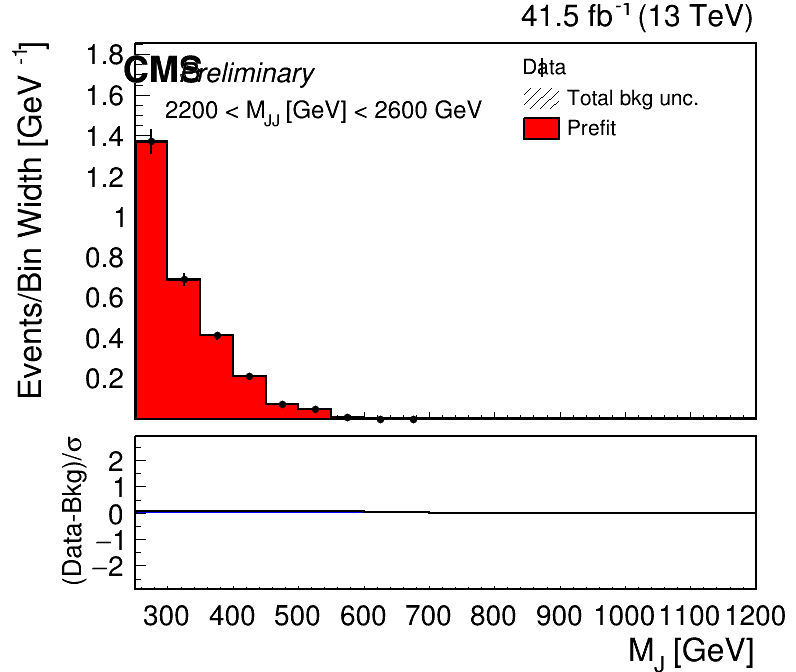 41.5 fb⁻¹ (13 TeV)
CMS Preliminary
2200 < M_JJ [GeV] < 2600 GeV
Data
Total bkg unc.
Prefit
Events/Bin Width [GeV⁻¹]
1.8
1.6
1.4
1.2
1
0.8
0.6
0.4
0.2
(Data-Bkg)/σ
2
1
0
−1
−2
300 400 500 600 700 800 900 1000 1100 1200
M_J [GeV]